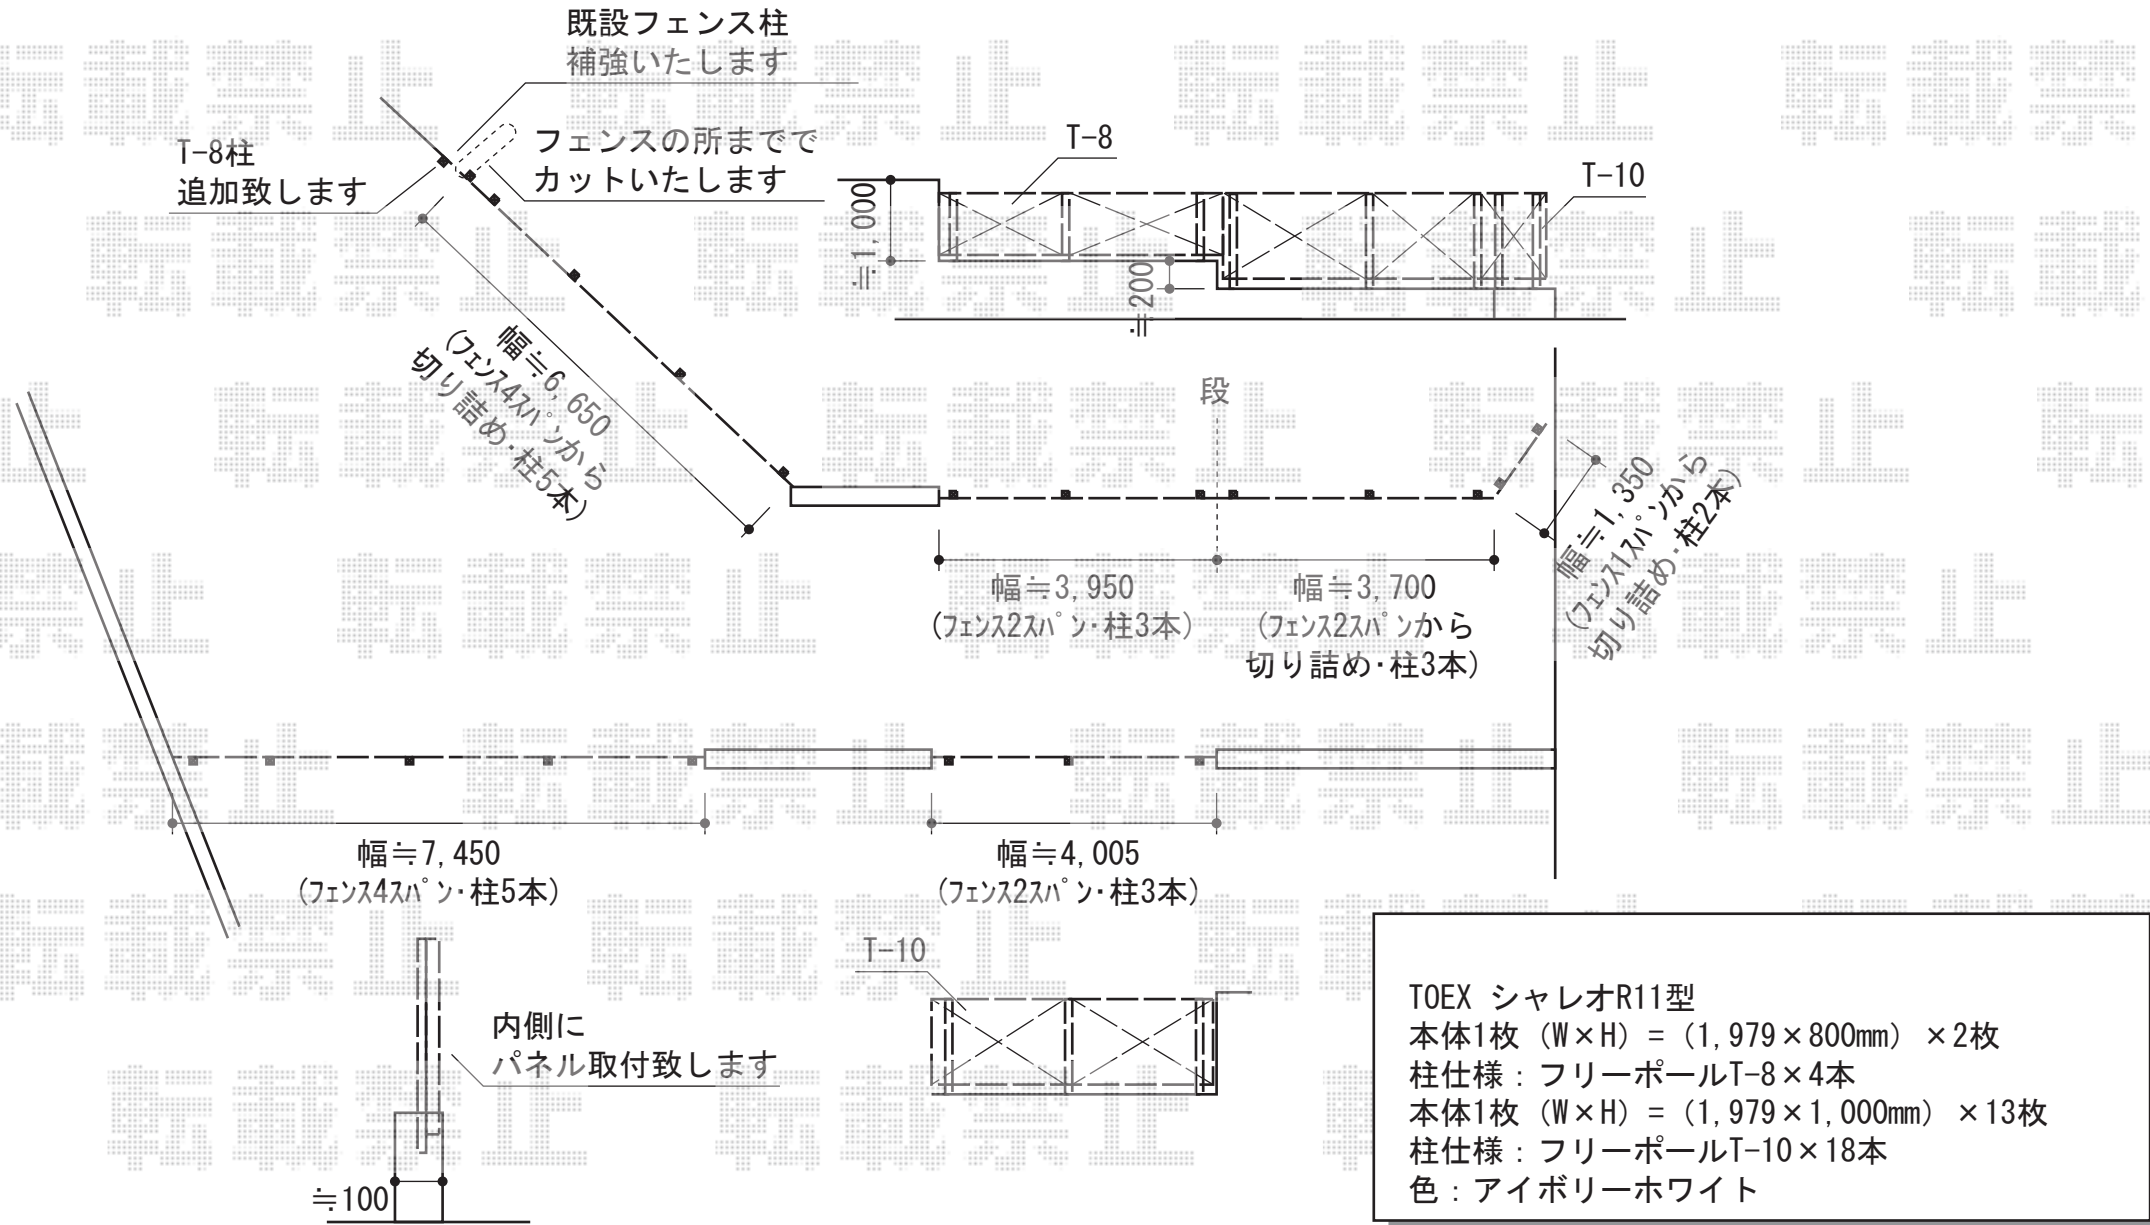 既設フェンス柱
補強いたします
T-8柱
追加致します
フェンスの所までで
カットいたします
T-8
T-10
≒1,000
≒200
幅≒6,650
(ﾌｪﾝｽ4ｽﾊﾟﾝから
切り詰め・柱5本)
段
幅≒3,950
(ﾌｪﾝｽ2ｽﾊﾟﾝ・柱3本)
幅≒3,700
(ﾌｪﾝｽ2ｽﾊﾟﾝから
切り詰め・柱3本)
幅≒1,350
(ﾌｪﾝｽ1ｽﾊﾟﾝから
切り詰め・柱2本)
幅≒7,450
(ﾌｪﾝｽ4ｽﾊﾟﾝ・柱5本)
幅≒4,005
(ﾌｪﾝｽ2ｽﾊﾟﾝ・柱3本)
内側に
パネル取付致します
≒100
T-10
TOEX シャレオR11型
本体1枚 (W×H) = (1,979×800mm) ×2枚
柱仕様：フリーポールT-8×4本
本体1枚 (W×H) = (1,979×1,000mm) ×13枚
柱仕様：フリーポールT-10×18本
色：アイボリーホワイト
転載禁止